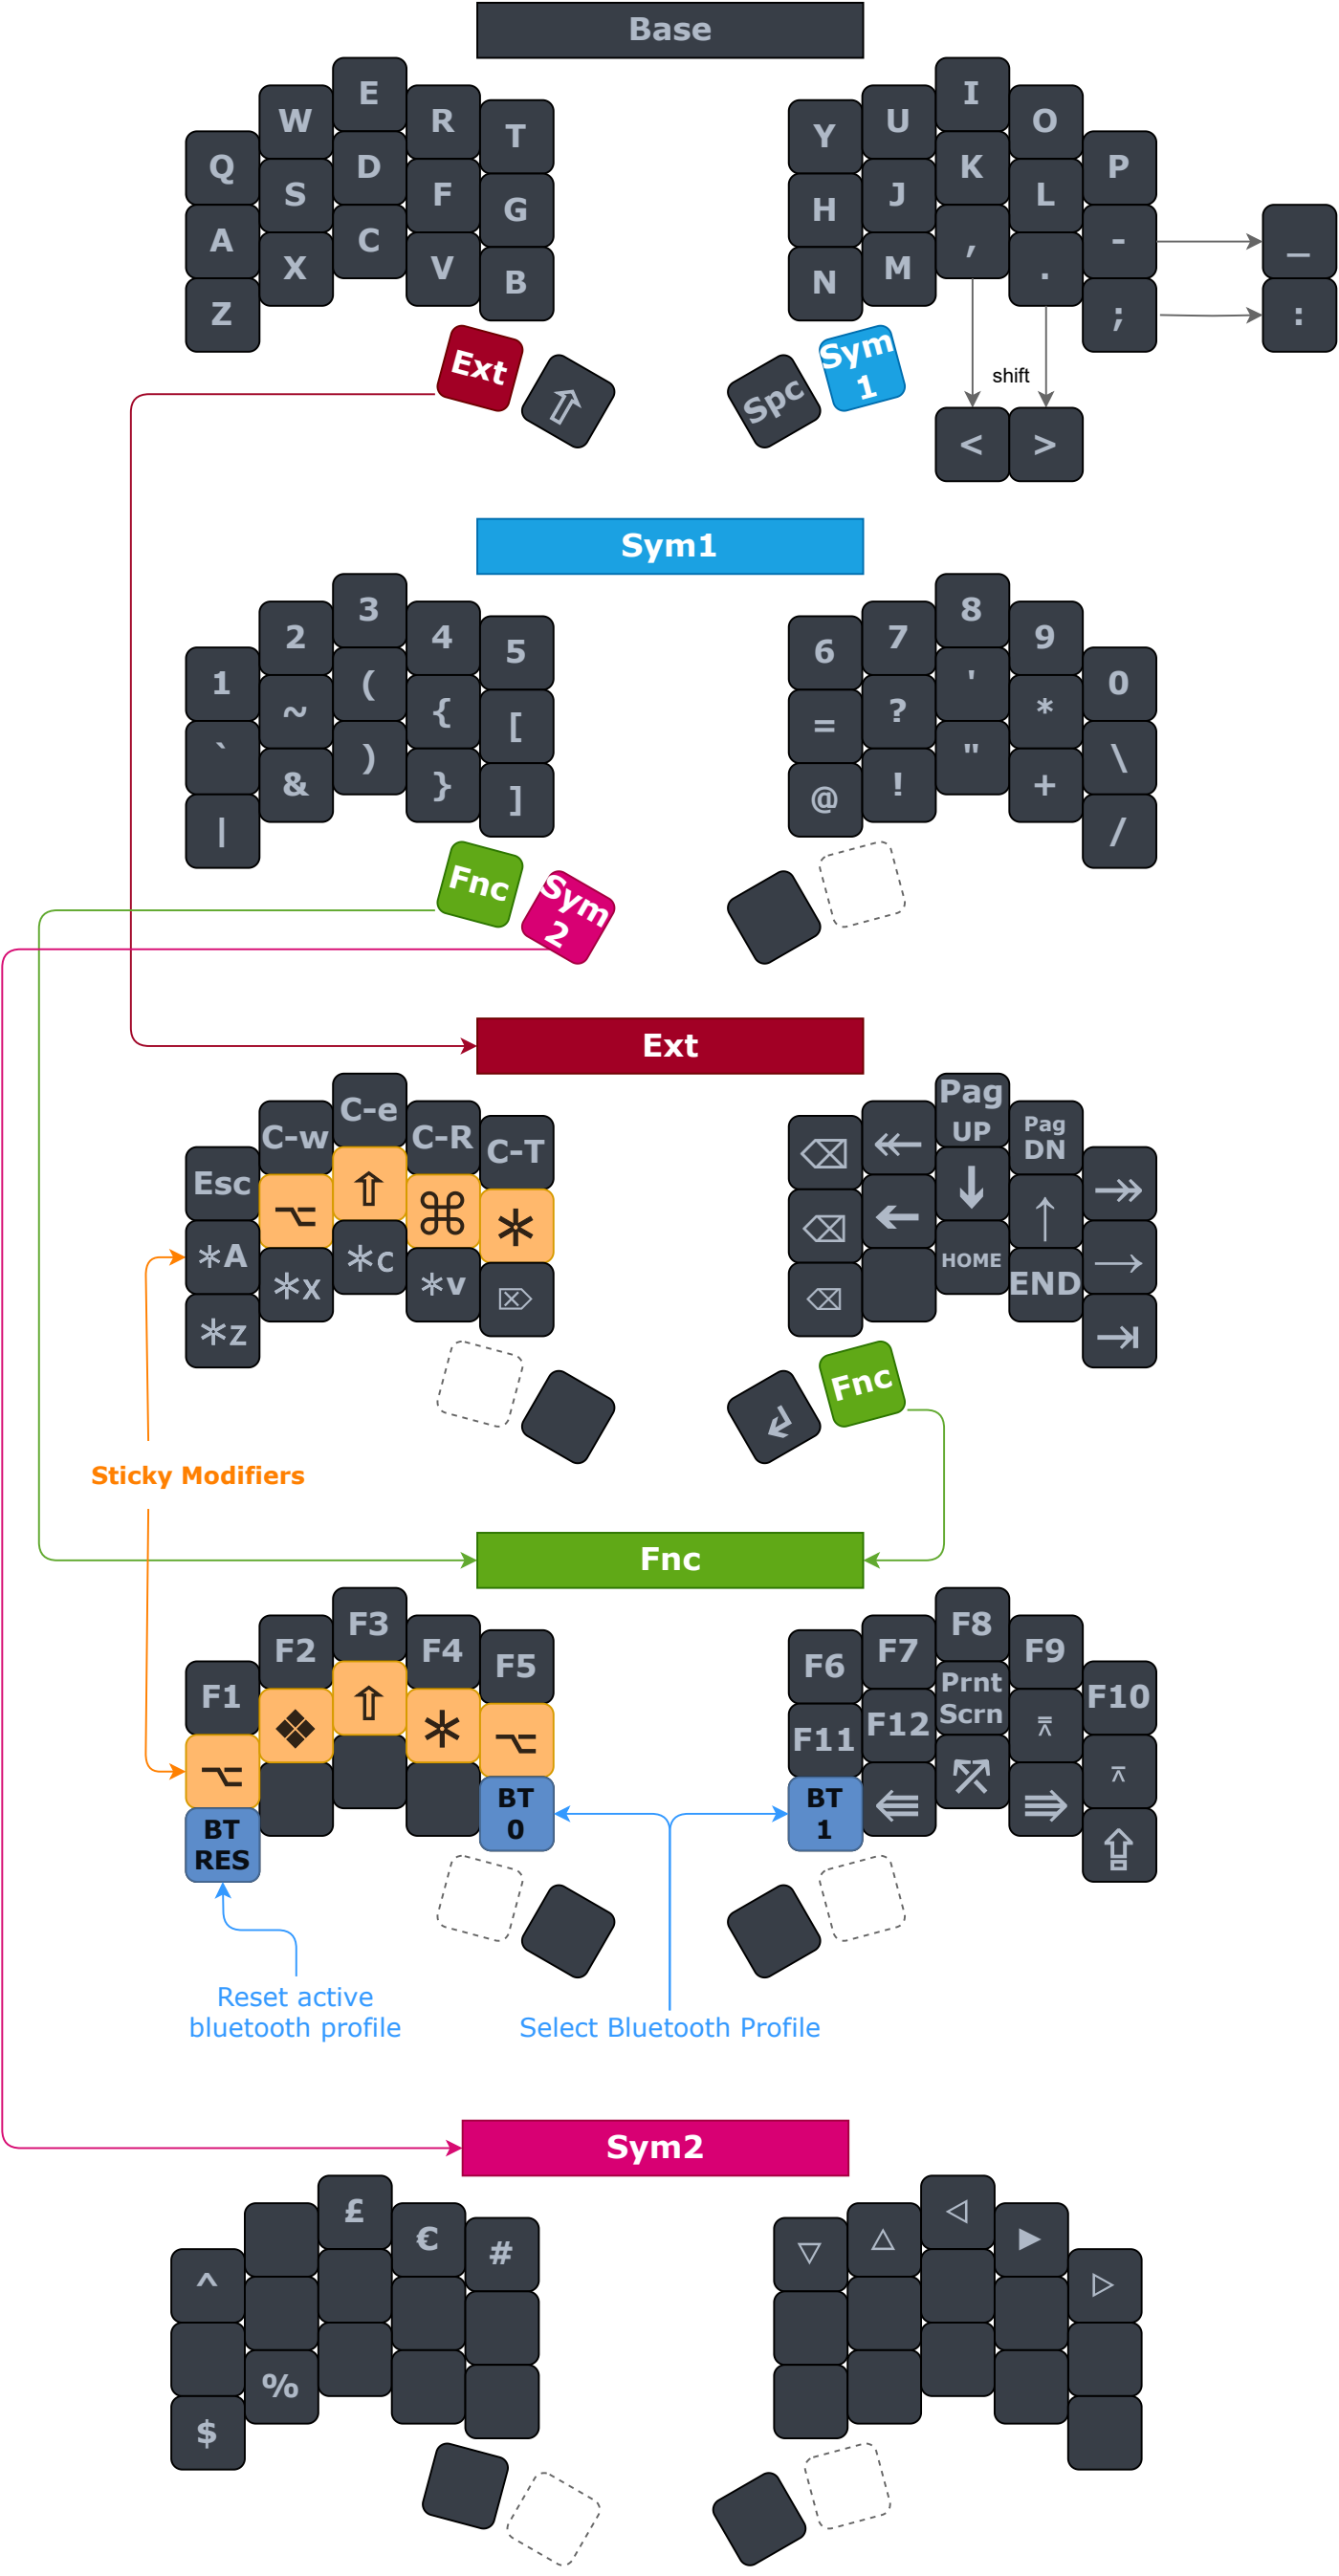 Base
Q W E R T Y U I O P
A S D F G H J K L - _
Z X C V B N M , . ; :
Ext ⇧ Spc Sym
1
shift
< >
Sym1
1 2 3 4 5 6 7 8 9 0
` ~ ( { [ = ? ' * \
| & ) } ] @ ! " + /
Fnc Sym
2
Ext
Esc C-w C-e C-R C-T ⌫ ↞ Pag
UP Pag
DN ↠
*A ⌥ ⇧ ⌘ * ⌫ ← ↓ ↑ →
*z *x *c *v ⌦ ⌫ HOME END ⇥
↲ Fnc
Sticky Modifiers
Fnc
F1 F2 F3 F4 F5 F6 F7 F8 F9 F10
⌥ ❖ ⇧ * ⌥ F11 F12 Prnt
Scrn ⌆ ⌅
BT
RES BT
0 BT
1 ⇚ ⤧ ⇛ ⇪
Reset active
bluetooth profile
Select Bluetooth Profile
Sym2
^ £ € # ▽ △ ◁ ▶ ▷
$ %